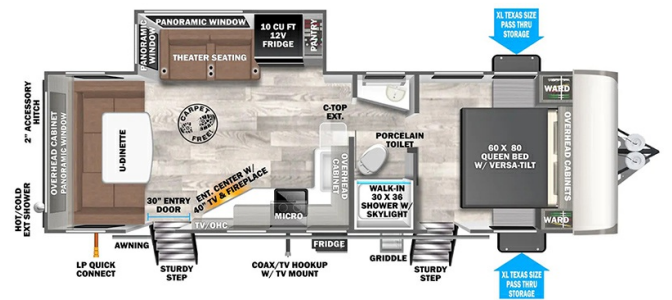 PANORAMIC WINDOW
PANORAMIC
WINDOW
THEATER SEATING
10 CU FT
12V
FRIDGE
PANTRY
XL TEXAS SIZE
PASS THRU
STORAGE
2" ACCESSORY
HITCH
OVERHEAD CABINET
PANORAMIC WINDOW
U-DINETTE
CARPET
FREE!
C-TOP
EXT.
PORCELAIN
TOILET
60 X 80
QUEEN BED
W/ VERSA-TILT
WARD
OVERHEAD CABINETS
WARD
HOT/COLD
EXT SHOWER
30" ENTRY
DOOR
ENT. CENTER W/
40" TV & FIREPLACE
OVERHEAD
CABINET
WALK-IN
30 X 36
SHOWER W/
SKYLIGHT
MICRO
TV/OHC
FRIDGE
GRIDDLE
AWNING
LP QUICK
CONNECT
STURDY
STEP
COAX/TV HOOKUP
W/ TV MOUNT
STURDY
STEP
XL TEXAS SIZE
PASS THRU
STORAGE